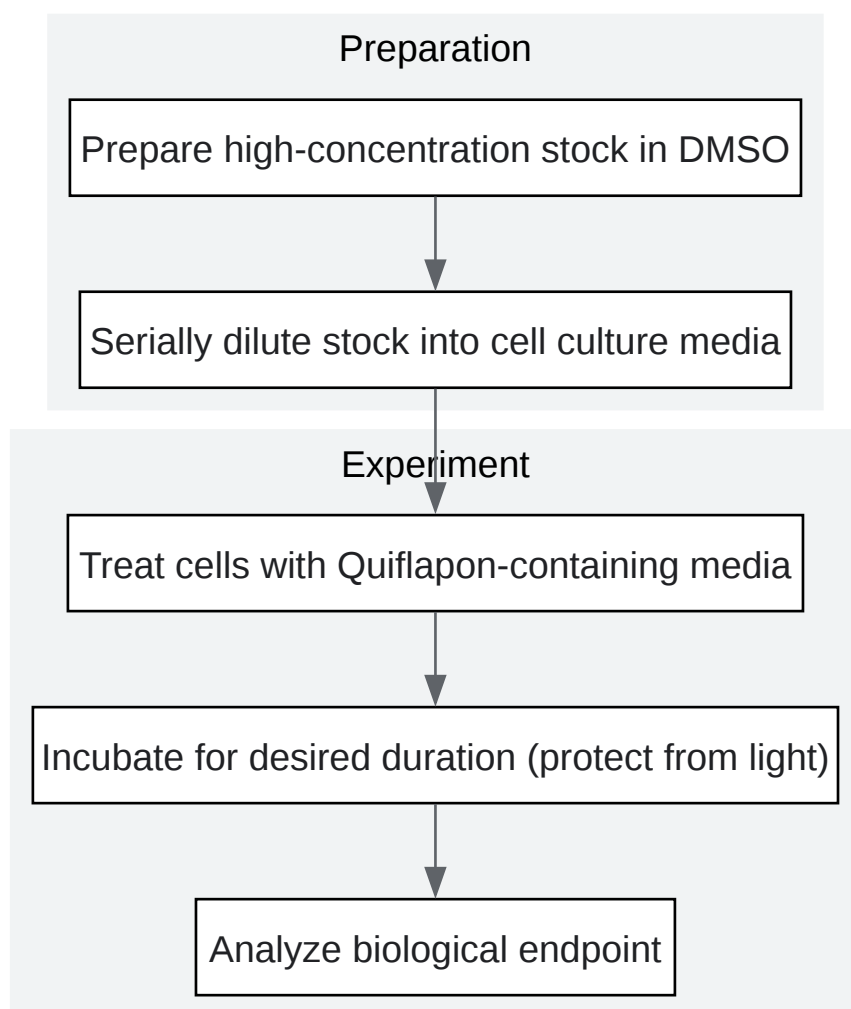 Preparation
Prepare high-concentration stock in DMSO
Serially dilute stock into cell culture media
Experiment
Treat cells with Quiflapon-containing media
Incubate for desired duration (protect from light)
Analyze biological endpoint